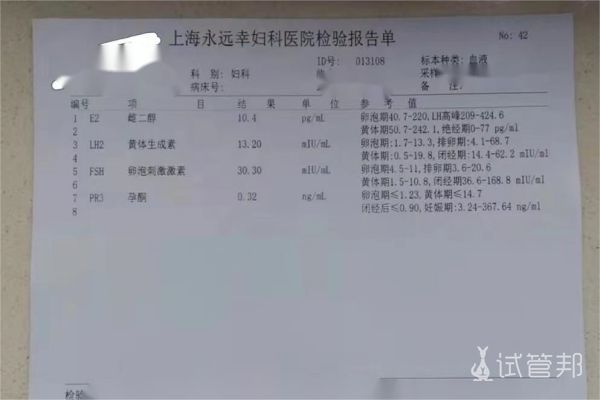 上海永远幸妇科医院检验报告单
No: 42
ID号: 013108
标本种类:血液
科 别: 妇科
采样
病床号:
备 注:
编号 项 目 结 果 单 位 参 考 值
1 E2 雌二醇 10.4 pg/mL 卵泡期40.7-220,LH高峰209-424.6
2 黄体期50.7-242.1,绝经期0-77 pg/ml
3 LH2 黄体生成素 13.20 mIU/mL 卵泡期:1.7-13.3,排卵期:4.1-68.7
4 黄体期:0.5-19.8,闭经期:14.4-62.2 mIU/ml
5 FSH 卵泡刺激激素 30.30 mIU/mL 卵泡期4.5-11,排卵期3.6-20.6
6 黄体期1.5-10.8,闭经期36.6-168.8 mIU/ml
7 PR3 孕酮 0.32 ng/mL 卵泡期≤1.23,黄体期≤14.7
8 闭经后≤0.90,妊娠期:3.24-367.64 ng/ml
检验
试管邦